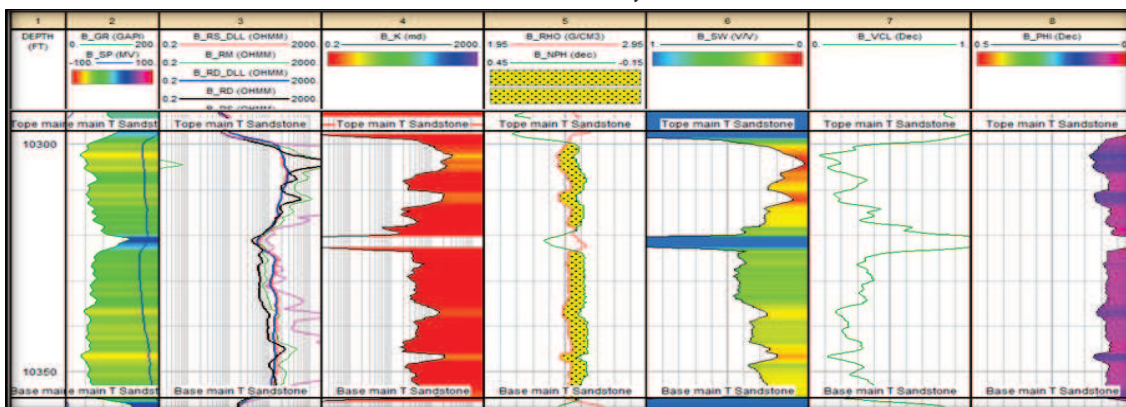 1 2 3 4 5 6 7 8
DEPTH (FT)
B_GR (GAPI)
0. 200
B_SP (MV)
-100. 100.
B_RS_DLL (OHMM)
0.2 2000
B_RM (OHMM)
0.2 2000.
B_RD_DLL (OHMM)
0.2 2000.
B_RD (OHMM)
0.2 2000.
B_K (md)
0.2 2000.
B_RHO (G/CM3)
1.95 2.95
B_NPH (dec)
0.45 -0.15
B_SW (V/V)
1. 0.
B_VCL (Dec)
0. 1.
B_PHI (Dec)
0.5 0.
Tope main T Sandstone Tope main T Sandstone Tope main T Sandstone Tope main T Sandstone Tope main T Sandstone Tope main T Sandstone Tope main T Sandstone
10300
10350
Base main T Sandstone Base main T Sandstone Base main T Sandstone Base main T Sandstone Base main T Sandstone Base main T Sandstone Base main T Sandstone